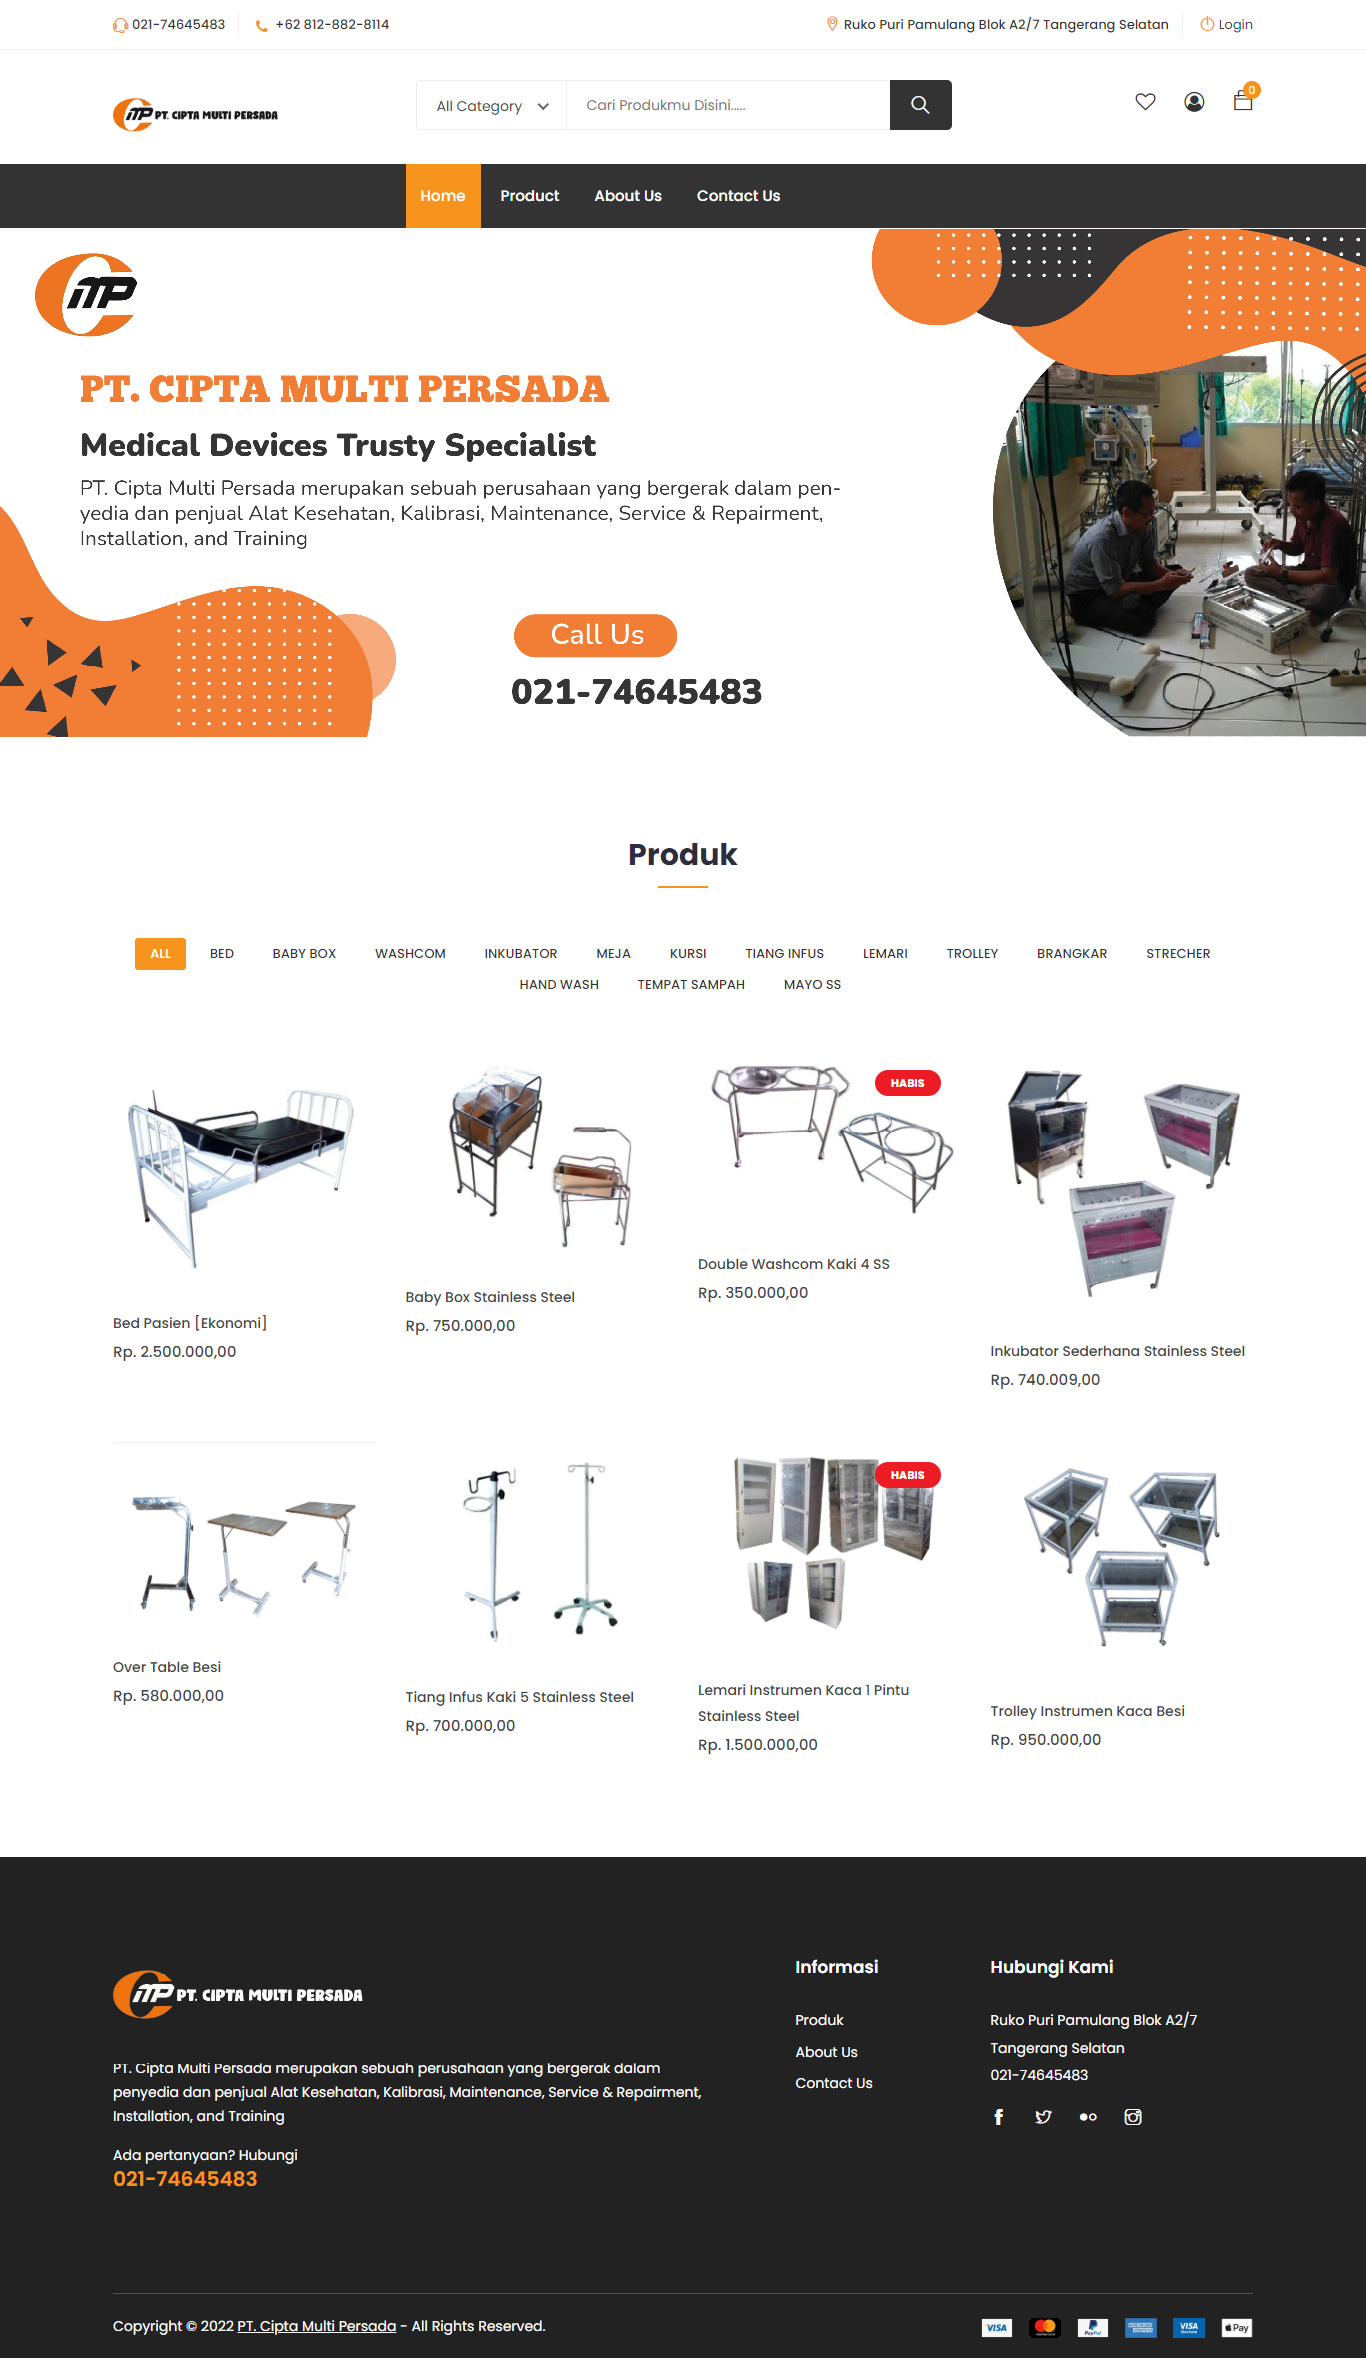 021-74645483
+62 812-882-8114
Ruko Puri Pamulang Blok A2/7 Tangerang Selatan
Login
PT. CIPTA MULTI PERSADA
All Category
Cari Produkmu Disini.....
0
Home
Product
About Us
Contact Us
PT. CIPTA MULTI PERSADA
Medical Devices Trusty Specialist
PT. Cipta Multi Persada merupakan sebuah perusahaan yang bergerak dalam pen-
yedia dan penjual Alat Kesehatan, Kalibrasi, Maintenance, Service & Repairment,
Installation, and Training
Call Us
021-74645483
Produk
ALL
BED
BABY BOX
WASHCOM
INKUBATOR
MEJA
KURSI
TIANG INFUS
LEMARI
TROLLEY
BRANGKAR
STRECHER
HAND WASH
TEMPAT SAMPAH
MAYO SS
Bed Pasien [Ekonomi]
Rp. 2.500.000,00
Baby Box Stainless Steel
Rp. 750.000,00
HABIS
Double Washcom Kaki 4 SS
Rp. 350.000,00
Inkubator Sederhana Stainless Steel
Rp. 740.009,00
Over Table Besi
Rp. 580.000,00
Tiang Infus Kaki 5 Stainless Steel
Rp. 700.000,00
HABIS
Lemari Instrumen Kaca 1 Pintu
Stainless Steel
Rp. 1.500.000,00
Trolley Instrumen Kaca Besi
Rp. 950.000,00
PT. CIPTA MULTI PERSADA
PT. Cipta Multi Persada merupakan sebuah perusahaan yang bergerak dalam
penyedia dan penjual Alat Kesehatan, Kalibrasi, Maintenance, Service & Repairment,
Installation, and Training
Ada pertanyaan? Hubungi
021-74645483
Informasi
Produk
About Us
Contact Us
Hubungi Kami
Ruko Puri Pamulang Blok A2/7
Tangerang Selatan
021-74645483
Copyright © 2022 PT. Cipta Multi Persada - All Rights Reserved.
VISA
PayPal
VISA
Pay